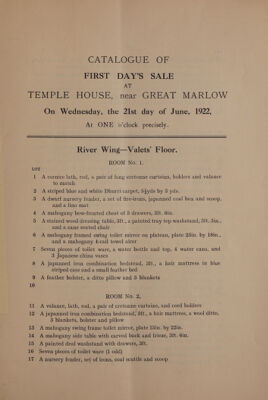 CATALOGUE OF
FIRST DAY'S SALE
AT
TEMPLE HOUSE, near GREAT MARLOW
On Wednesday, the 21st day of June, 1922,
At ONE o'clock precisely.
River Wing—Valets' Floor.
ROOM No. 1.
LOT
1 A cornice lath, rod, a pair of long cretonne curtains, holders and valance
to match
2 A striped blue and white Dhurri carpet, by 3 yds.
3 A dwarf nursery fender, a set of fire-irons, japanned coal box and scoop,
and a fine mat
4 A mahogany bow-fronted chest of 5 drawers, 3ft. 6in.
5 A stained wood dressing table, 3ft., a painted tray top washstand, 3ft. 3in.,
and a cane seated chair
6 A mahogany framed swing toilet mirror on plateau, plate 25in. by 18in.,
and a mahogany 4-rail towel airer
7 Seven pieces of toilet ware, a water bottle and top, 4 water cans, and
3 Japanese china vases
8 A japanned iron combination bedstead, 3ft., a hair mattress in blue
striped case and a small feather bed
9 A feather bolster, a ditto pillow and 3 blankets
10
ROOM No. 2.
11 A valance, lath, rod, a pair of cretonne curtains, and cord holders
12 A japanned iron combination bedstead, 3ft., a hair mattress, a wool ditto,
3 blankets, bolster and pillow
13 A mahogany swing frame toilet mirror, plate 15in. by 22in.
14 A mahogany side table with carved back and frieze, 3ft. 6in.
15 A painted deal washstand with drawers, 3ft.
16 Seven pieces of toilet ware (1 odd)
17 A nursery fender, set of irons, coal scuttle and scoop